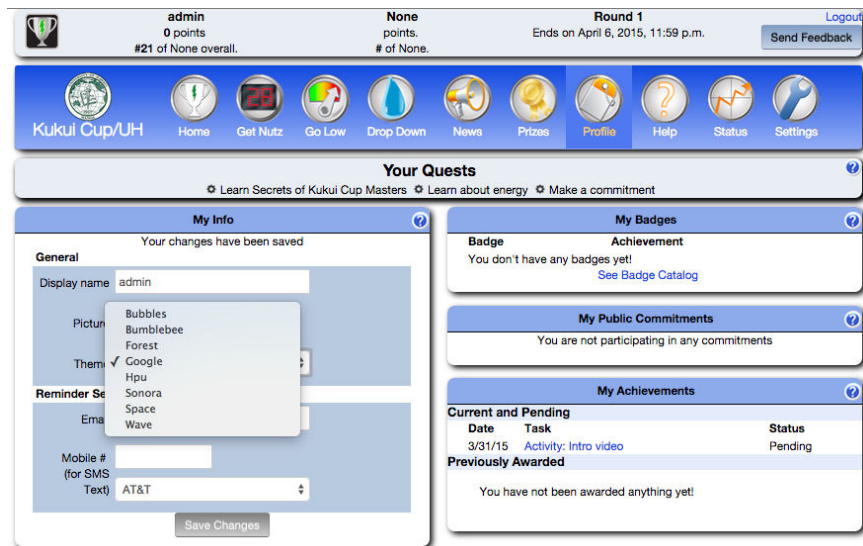 admin
0 points
#21 of None overall.
None
points.
# of None.
Round 1
Ends on April 6, 2015, 11:59 p.m.
Logout
Send Feedback
Kukui Cup/UH
Home
Get Nutz
Go Low
Drop Down
News
Prizes
Profile
Help
Status
Settings
Your Quests
Learn Secrets of Kukui Cup Masters Learn about energy Make a commitment
My Info
Your changes have been saved
General
Display name admin
Picture
Bubbles
Bumblebee
Forest
Theme ✓ Google
Hpu
Sonora
Space
Wave
Reminder Se
Ema
Mobile #
(for SMS
Text) AT&T
Save Changes
My Badges
Badge Achievement
You don't have any badges yet!
See Badge Catalog
My Public Commitments
You are not participating in any commitments
My Achievements
Current and Pending
Date Task Status
3/31/15 Activity: Intro video Pending
Previously Awarded
You have not been awarded anything yet!